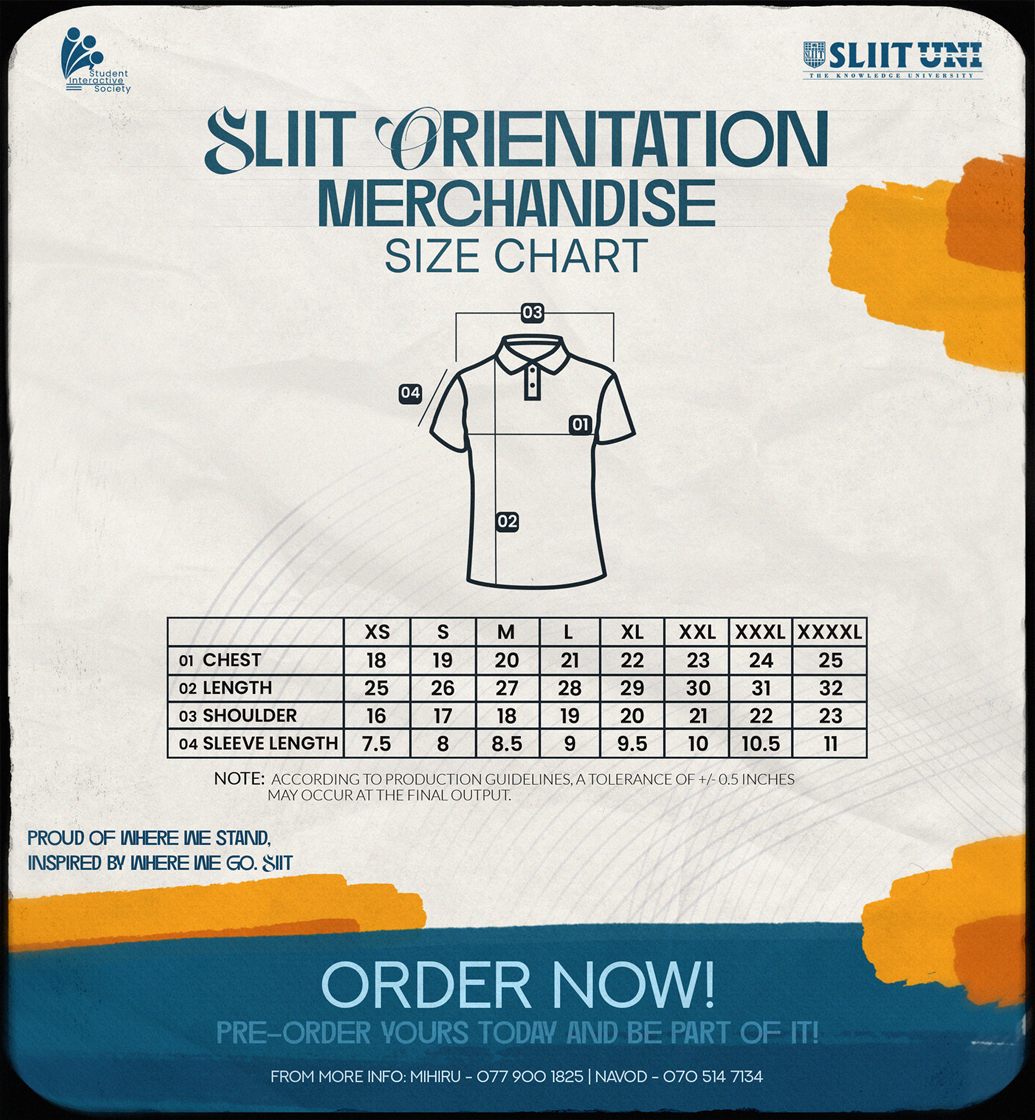 Student
Interactive
Society
SLIIT UNI
THE KNOWLEDGE UNIVERSITY
SLIIT ORIENTATION
MERCHANDISE
SIZE CHART
03
04
01
02
XS S M L XL XXL XXXL XXXXL
01 CHEST 18 19 20 21 22 23 24 25
02 LENGTH 25 26 27 28 29 30 31 32
03 SHOULDER 16 17 18 19 20 21 22 23
04 SLEEVE LENGTH 7.5 8 8.5 9 9.5 10 10.5 11
NOTE: ACCORDING TO PRODUCTION GUIDELINES, A TOLERANCE OF +/- 0.5 INCHES
MAY OCCUR AT THE FINAL OUTPUT.
PROUD OF WHERE WE STAND,
INSPIRED BY WHERE WE GO. SLIIT
ORDER NOW!
PRE-ORDER YOURS TODAY AND BE PART OF IT!
FROM MORE INFO: MIHIRU - 077 900 1825 | NAVOD - 070 514 7134